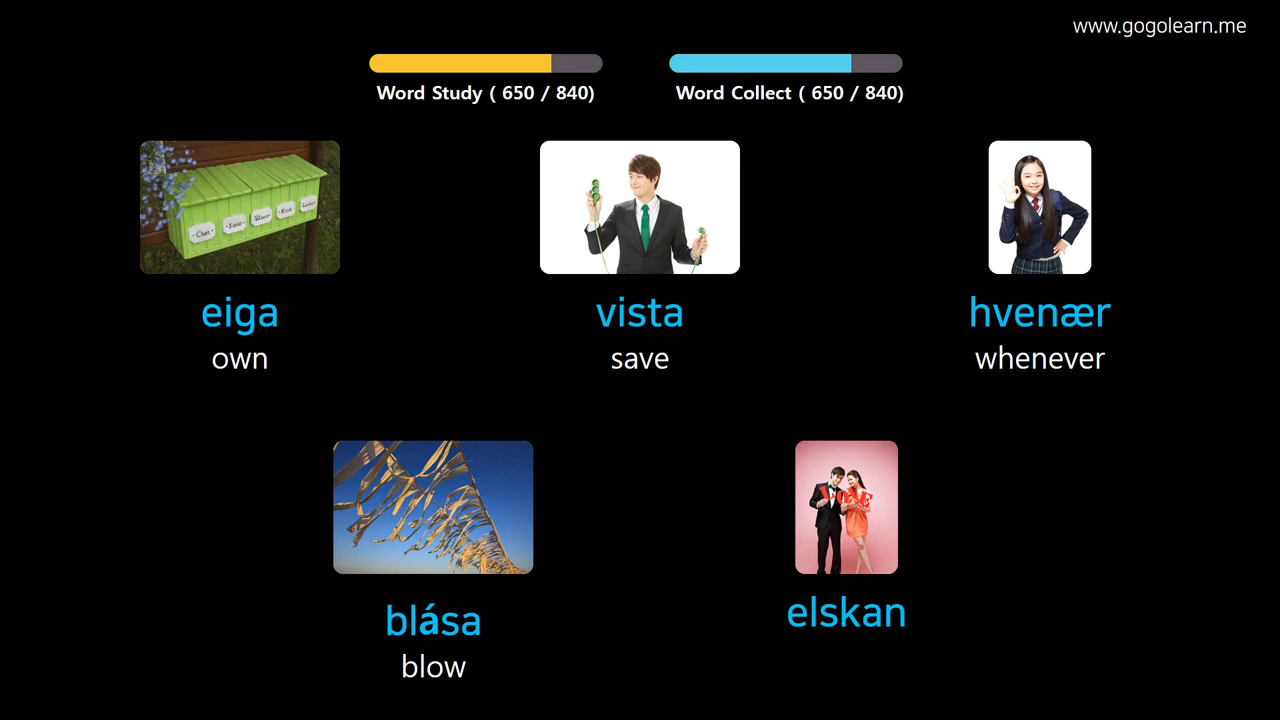 www.gogolearn.me
Word Study ( 650 / 840)
Word Collect ( 650 / 840)
eiga
own
vista
save
hvenær
whenever
blása
blow
elskan